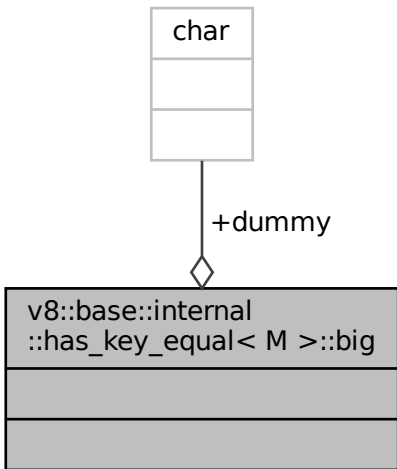 char
+dummy
v8::base::internal
::has_key_equal< M >::big